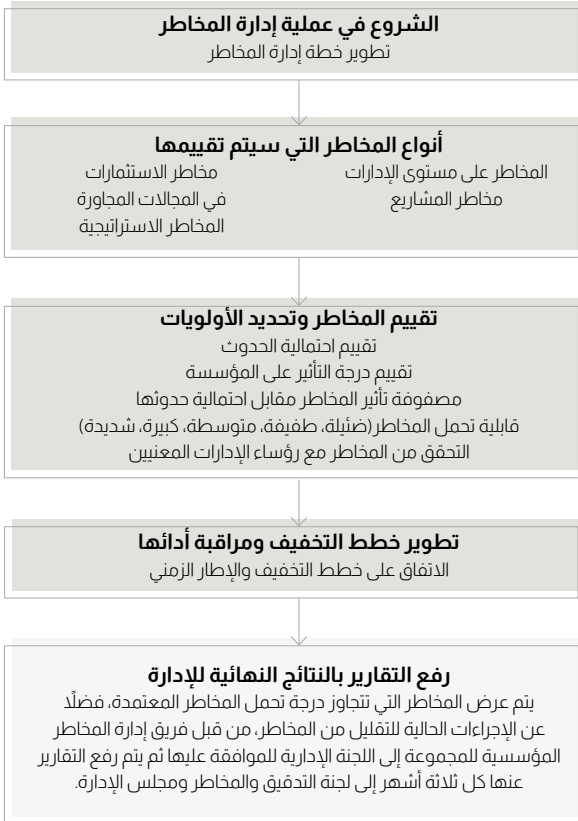 الشروع في عملية إدارة المخاطر
تطوير خطة إدارة المخاطر
أنواع المخاطر التي سيتم تقييمها
المخاطر على مستوى الإدارات
مخاطر المشاريع
مخاطر الاستثمارات
في المجالات المجاورة
المخاطر الاستراتيجية
تقييم المخاطر وتحديد الأولويات
تقييم احتمالية الحدوث
تقييم درجة التأثير على المؤسسة
مصفوفة تأثير المخاطر مقابل احتمالية حدوثها
قابلية تحمل المخاطر(ضئيلة، طفيفة، متوسطة، كبيرة، شديدة)
التحقق من المخاطر مع رؤساء الإدارات المعنيين
تطوير خطط التخفيف ومراقبة أدائها
الاتفاق على خطط التخفيف والإطار الزمني
رفع التقارير بالنتائج النهائية للإدارة
يتم عرض المخاطر التي تتجاوز درجة تحمل المخاطر المعتمدة، فضلًا
عن الإجراءات الحالية للتقليل من المخاطر، من قبل فريق إدارة المخاطر
المؤسسية للمجموعة إلى اللجنة الإدارية للموافقة عليها ثم يتم رفع التقارير
عنها كل ثلاثة أشهر إلى لجنة التدقيق والمخاطر ومجلس الإدارة.